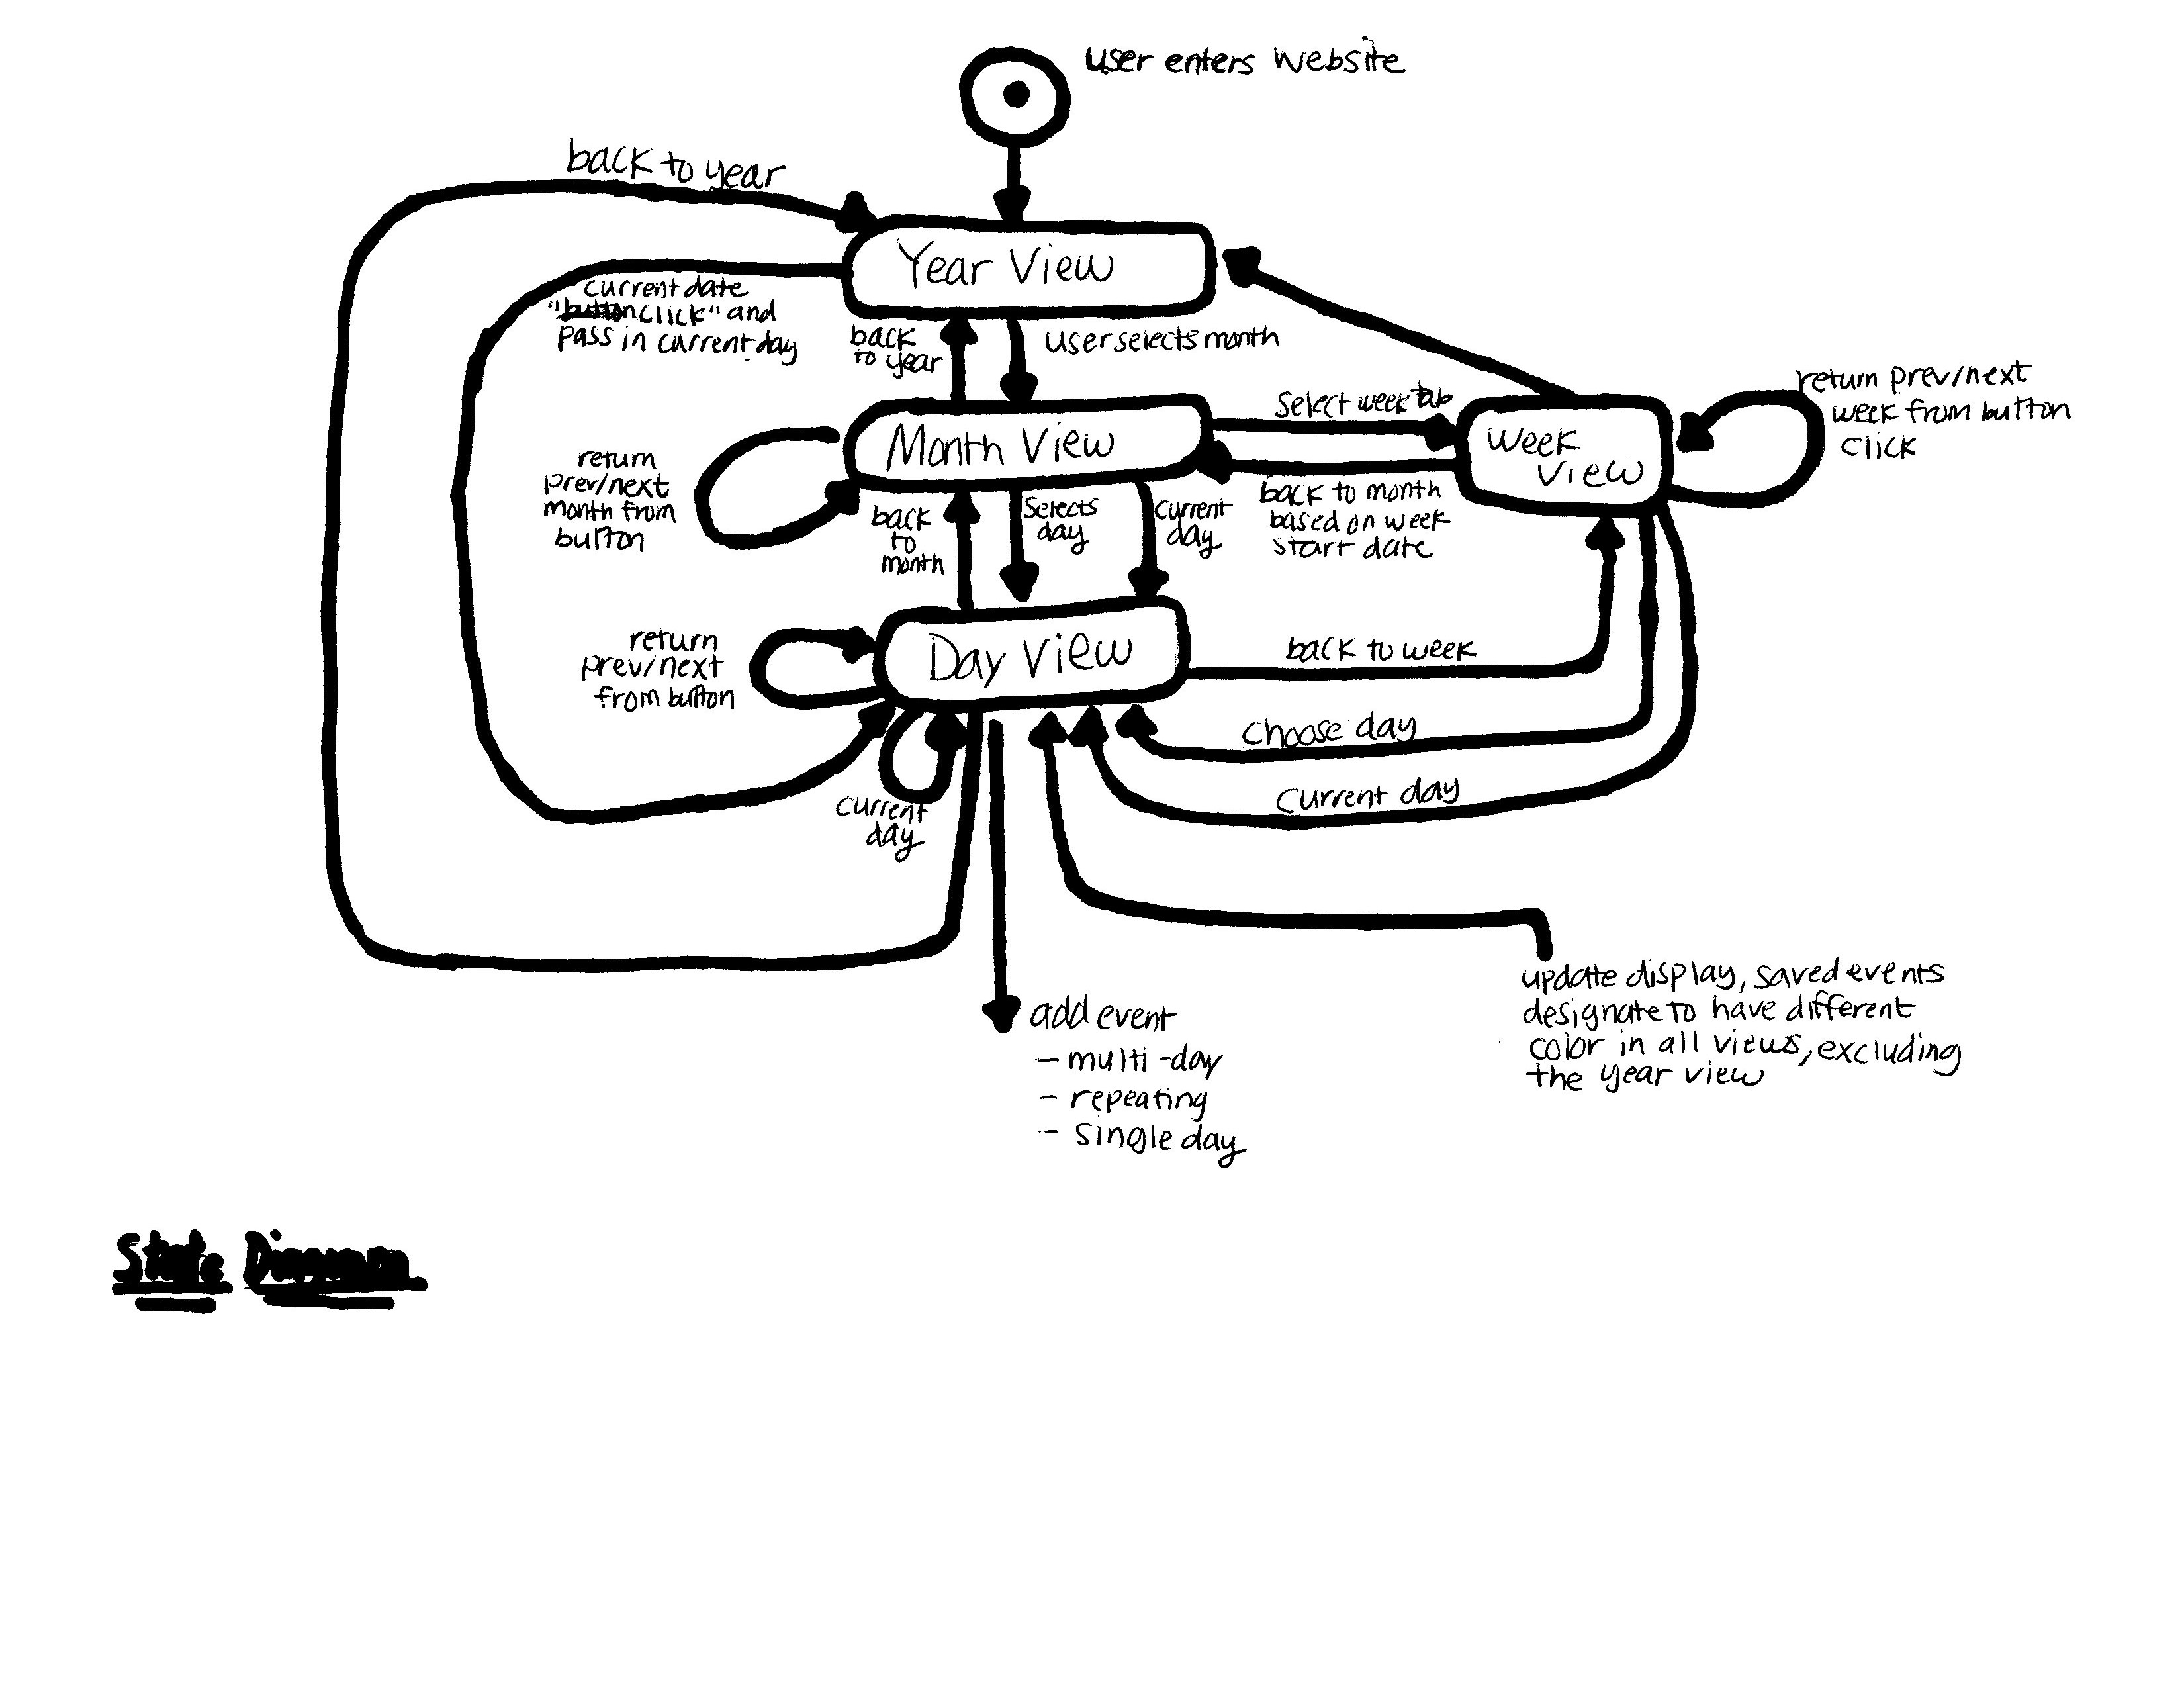 user enters website
back to year
Year View
current date
"button click" and
pass in current day
back
to year
user selects month
Month View
Select week tab
Week
View
return prev/next
week from button
click
return
prev/next
month from
button
back
to
month
Selects
day
Current
day
back to month
based on week
start date
Day View
return
prev/next
from button
back to week
Choose day
Current day
Current
day
add event
- multi-day
- repeating
- single day
update display, saved events
designate to have different
color in all views, excluding
the year view
State Diagram